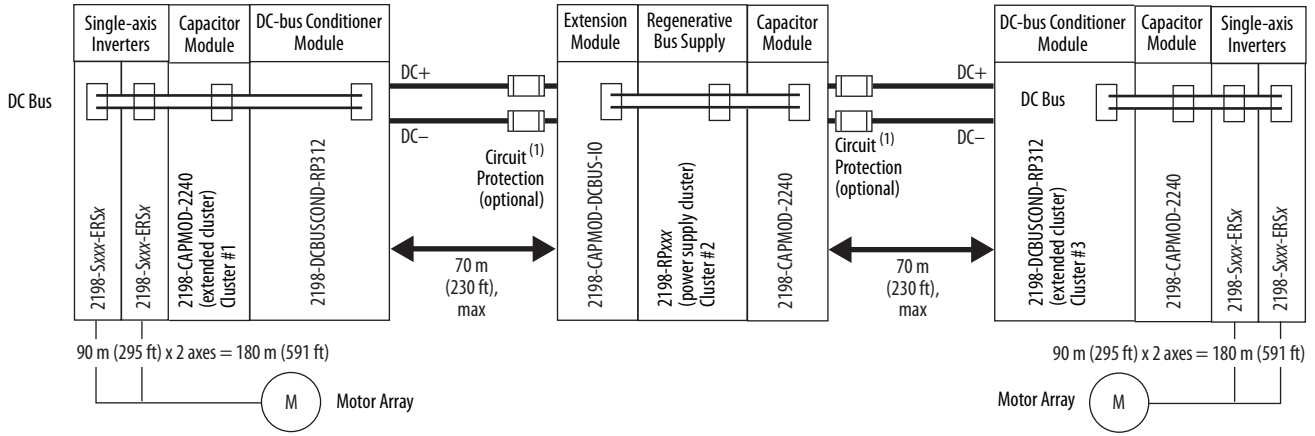 Single-axis
Inverters
Capacitor
Module
DC-bus Conditioner
Module
Extension
Module
Regenerative
Bus Supply
Capacitor
Module
DC-bus Conditioner
Module
Capacitor
Module
Single-axis
Inverters
DC Bus
DC+
DC–
DC+
DC–
DC Bus
Circuit (1)
Protection
(optional)
Circuit (1)
Protection
(optional)
2198-Sxxx-ERSx
2198-Sxxx-ERSx
2198-CAPMOD-2240
(extended cluster)
Cluster #1
2198-DCBUSCOND-RP312
70 m
(230 ft),
max
2198-CAPMOD-DCBUS-IO
2198-RPxxx
(power supply cluster)
Cluster #2
2198-CAPMOD-2240
70 m
(230 ft),
max
2198-DCBUSCOND-RP312
(extended cluster)
Cluster #3
2198-CAPMOD-2240
2198-Sxxx-ERSx
2198-Sxxx-ERSx
90 m (295 ft) x 2 axes = 180 m (591 ft)
90 m (295 ft) x 2 axes = 180 m (591 ft)
M
Motor Array
Motor Array
M